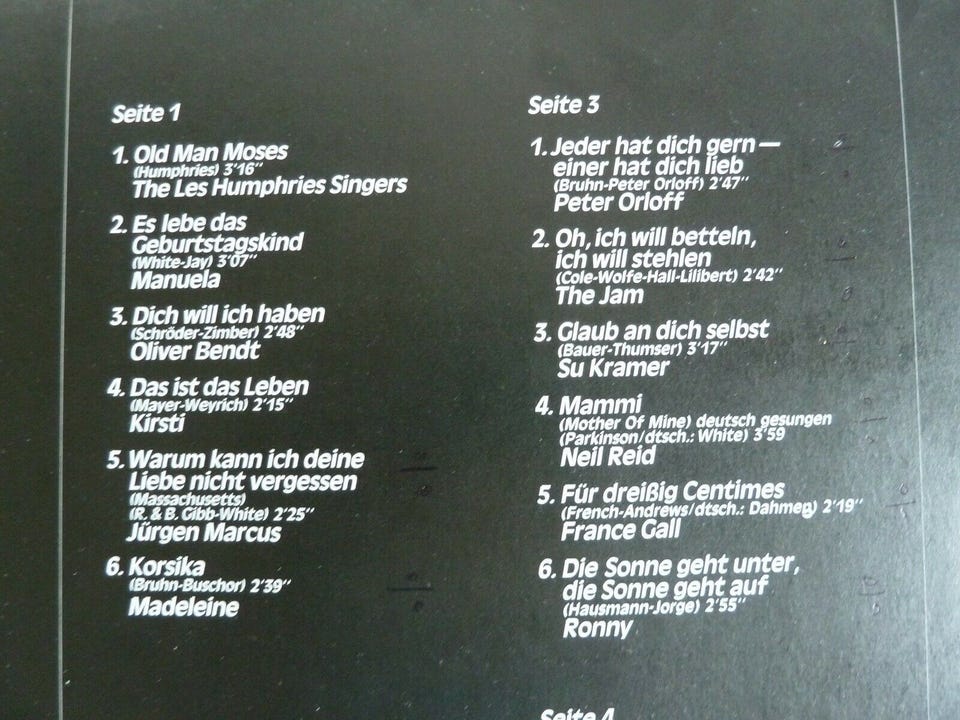 Seite 1
1. Old Man Moses
(Humphries) 3'16''
The Les Humphries Singers
2. Es lebe das
Geburtstagskind
(White-Jay) 3'07''
Manuela
3. Dich will ich haben
(Schröder-Zimber) 2'48''
Oliver Bendt
4. Das ist das Leben
(Mayer-Weyrich) 2'15''
Kirsti
5. Warum kann ich deine
Liebe nicht vergessen
(Massachusetts)
(R. & B. Gibb-White) 2'25''
Jürgen Marcus
6. Korsika
(Bruhn-Buschor) 2'39''
Madeleine
Seite 3
1. Jeder hat dich gern —
einer hat dich lieb
(Bruhn-Peter Orloff) 2'47''
Peter Orloff
2. Oh, ich will betteln,
ich will stehlen
(Cole-Wolfe-Hall-Lilibert) 2'42''
The Jam
3. Glaub an dich selbst
(Bauer-Thumser) 3'17''
Su Kramer
4. Mammi
(Mother Of Mine) deutsch gesungen
(Parkinson/dtsch.: White) 3'59
Neil Reid
5. Für dreißig Centimes
(French-Andrews/dtsch.: Dahmen) 2'19''
France Gall
6. Die Sonne geht unter,
die Sonne geht auf
(Hausmann-Jorge) 2'55''
Ronny
Seite 4